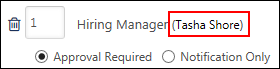 1 Hiring Manager (Tasha Shore)
Approval Required Notification Only